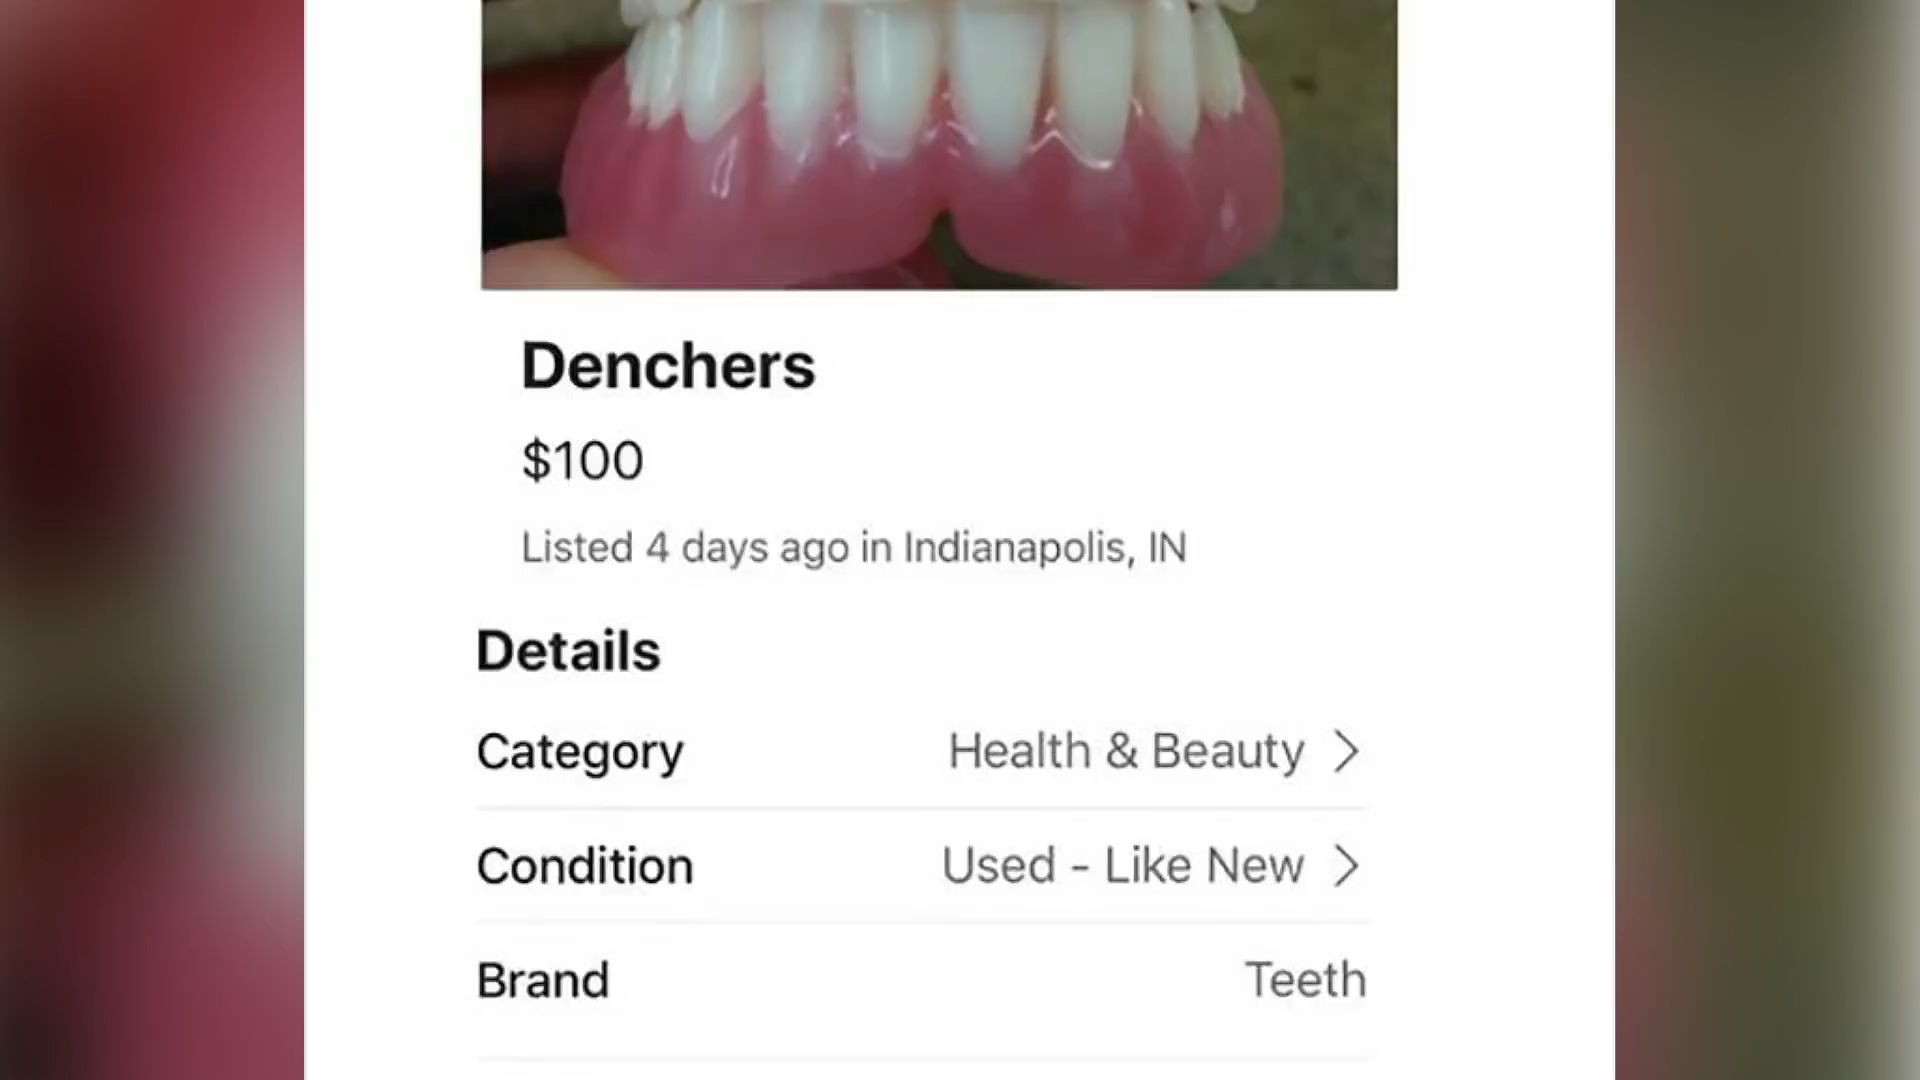 Denchers
$100
Listed 4 days ago in Indianapolis, IN
Details
Category Health & Beauty
Condition Used - Like New
Brand Teeth